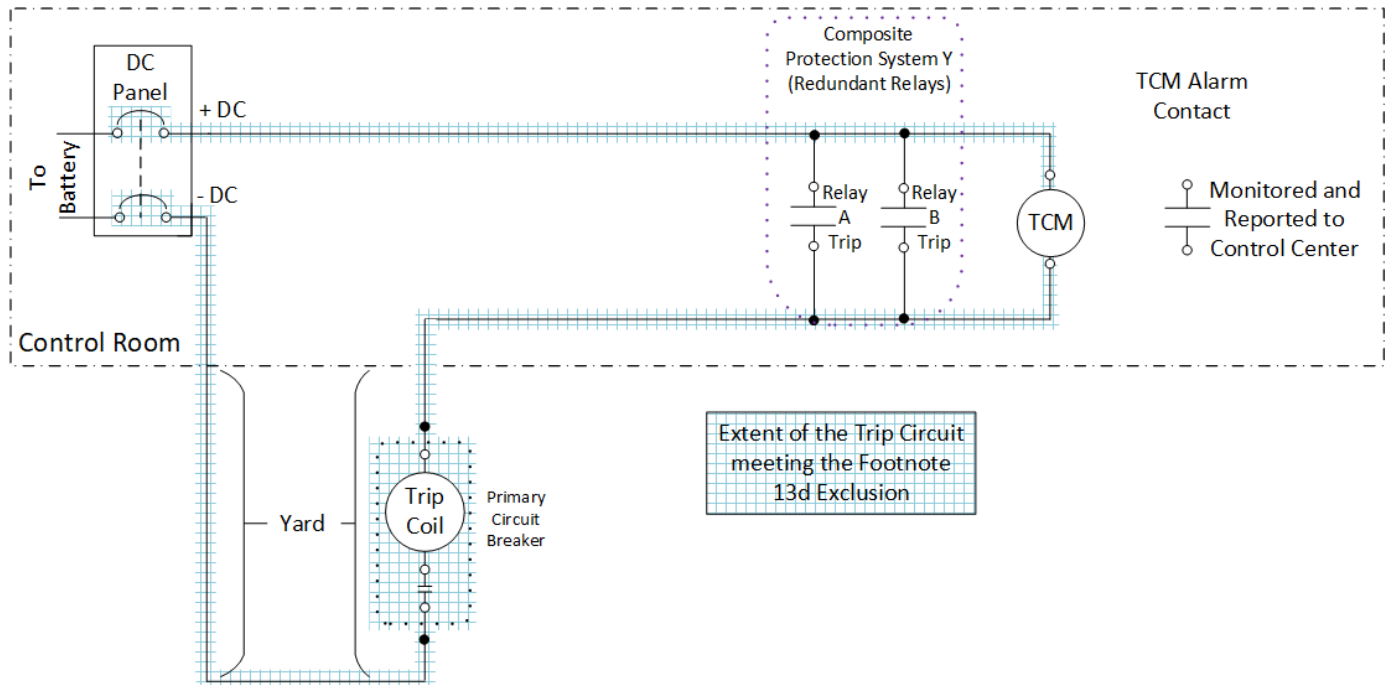 Composite
Protection System Y
(Redundant Relays)
DC
Panel
TCM Alarm
Contact
+ DC
To
Battery
- DC
Relay
A
Trip
Relay
B
Trip
TCM
Monitored and
Reported to
Control Center
Control Room
Extent of the Trip Circuit
meeting the Footnote
13d Exclusion
Trip
Coil
Primary
Circuit
Breaker
Yard